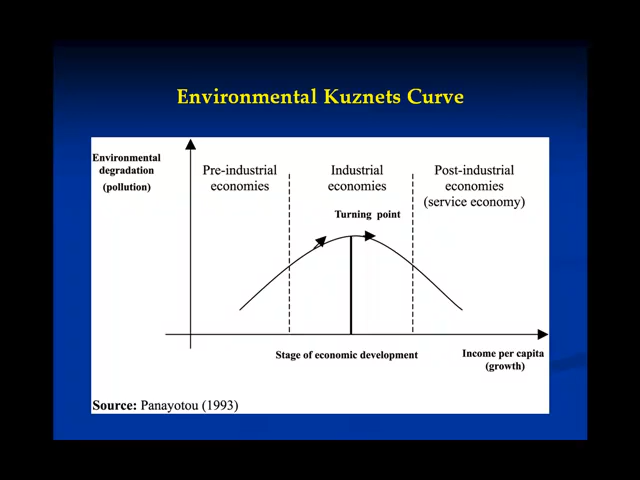 Environmental Kuznets Curve
Environmental
degradation
(pollution)
Pre-industrial
economies
Industrial
economies
Post-industrial
economies
(service economy)
Turning point
Stage of economic development
Income per capita
(growth)
Source: Panayotou (1993)